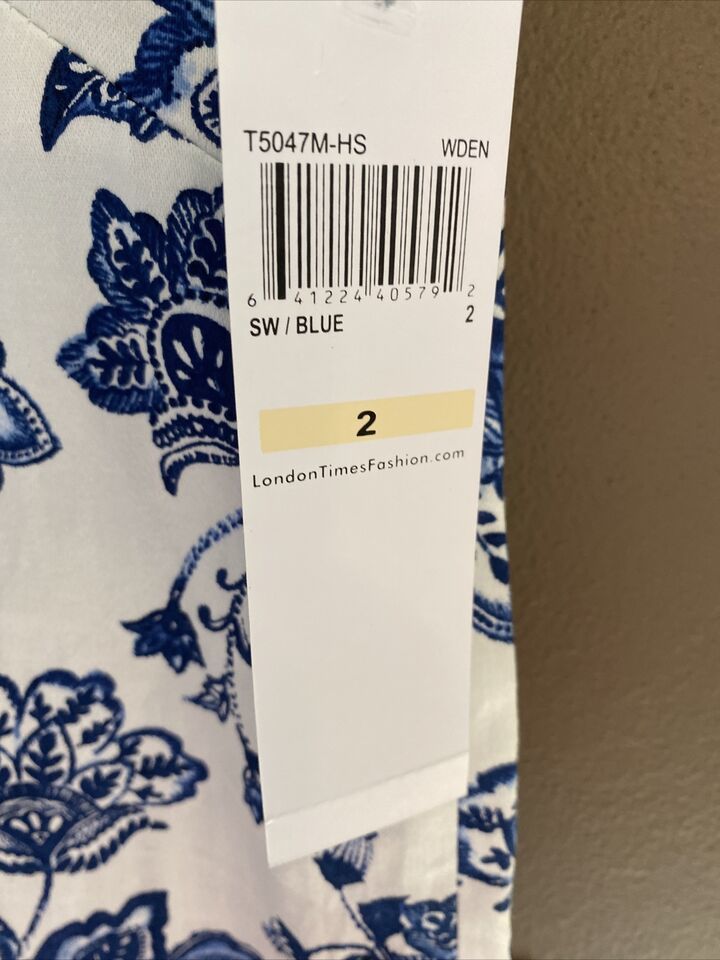 T5047M-HS WDEN
6 41224 40579 2
SW / BLUE 2
2
LondonTimesFashion.com